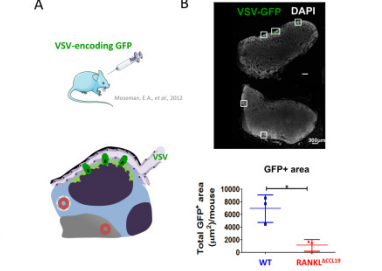 A
VSV-encoding GFP
Moseman, E.A., et al., 2012
VSV
B
VSV-GFP DAPI
300μm
GFP+ area
Total GFP+ area
(μm²)/mouse
10000
8000
6000
4000
2000
0
*
WT
RANKLΔCCL19